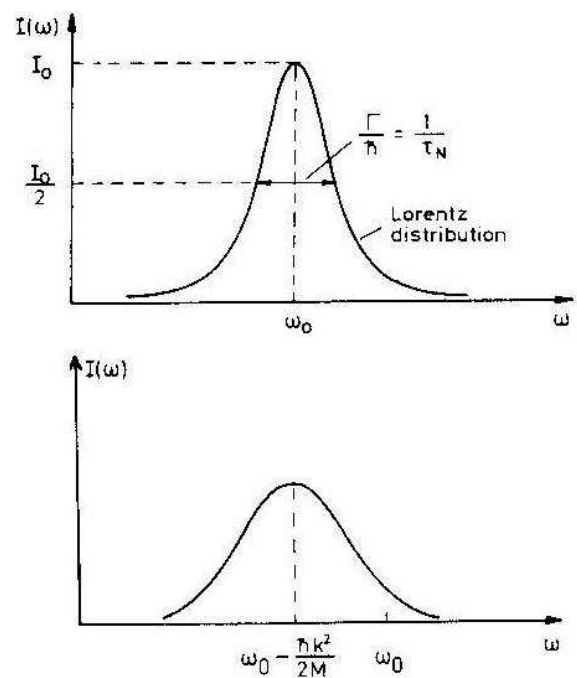 I(ω)
I₀
Γ/ħ = 1/τ_N
I₀/2
Lorentz
distribution
ω₀
ω
I(ω)
ω₀ − ħk²/2M
ω₀
ω